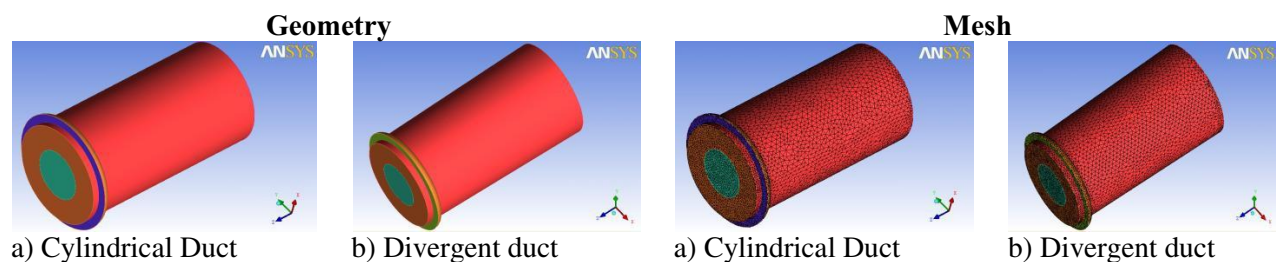 Geometry Mesh
ANSYS ANSYS ANSYS ANSYS
a) Cylindrical Duct b) Divergent duct a) Cylindrical Duct b) Divergent duct